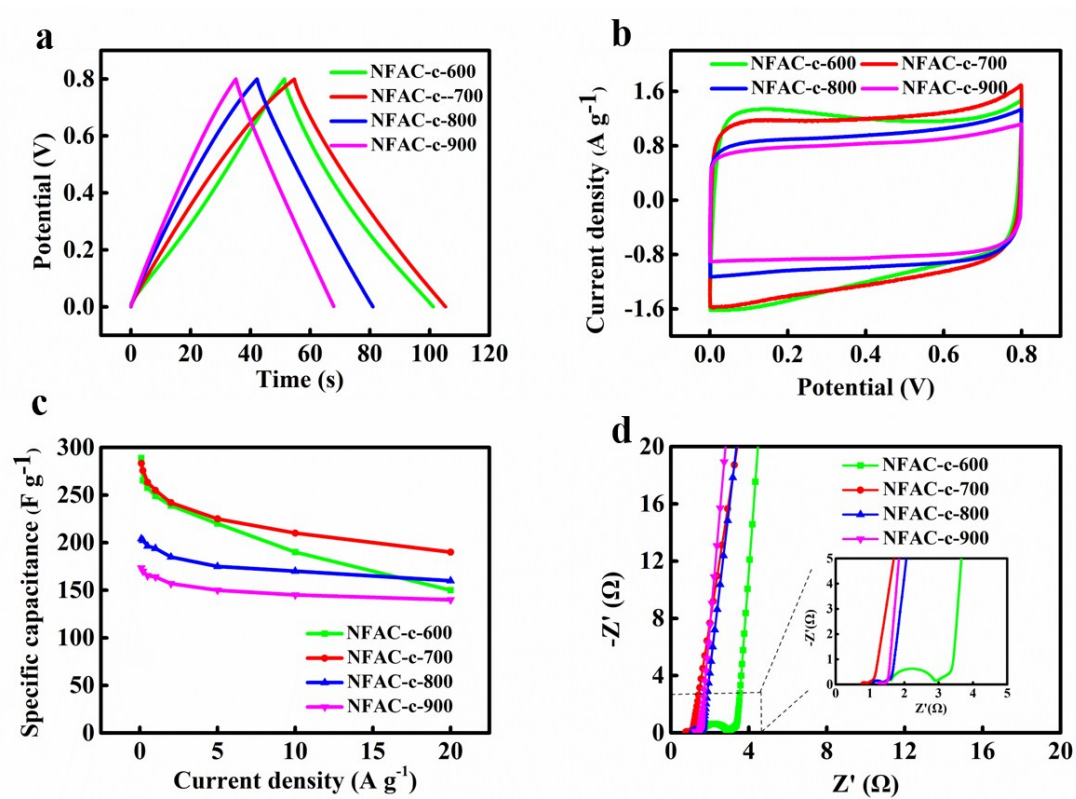 a
NFAC-c-600
NFAC-c--700
NFAC-c-800
NFAC-c-900
0.8
0.6
0.4
0.2
0.0
Potential (V)
0 20 40 60 80 100 120
Time (s)
b
NFAC-c-600 NFAC-c-700
NFAC-c-800 NFAC-c-900
1.6
0.8
0.0
-0.8
-1.6
Current density (A g-1)
0.0 0.2 0.4 0.6 0.8
Potential (V)
c
300
250
200
150
100
50
0
Specific capacitance (F g-1)
NFAC-c-600
NFAC-c-700
NFAC-c-800
NFAC-c-900
0 5 10 15 20
Current density (A g-1)
d
20
16
12
8
4
0
-Z' (Ω)
NFAC-c-600
NFAC-c-700
NFAC-c-800
NFAC-c-900
5
4
3
2
1
0
-Z'(Ω)
0 1 2 3 4 5
Z'(Ω)
0 4 8 12 16 20
Z' (Ω)